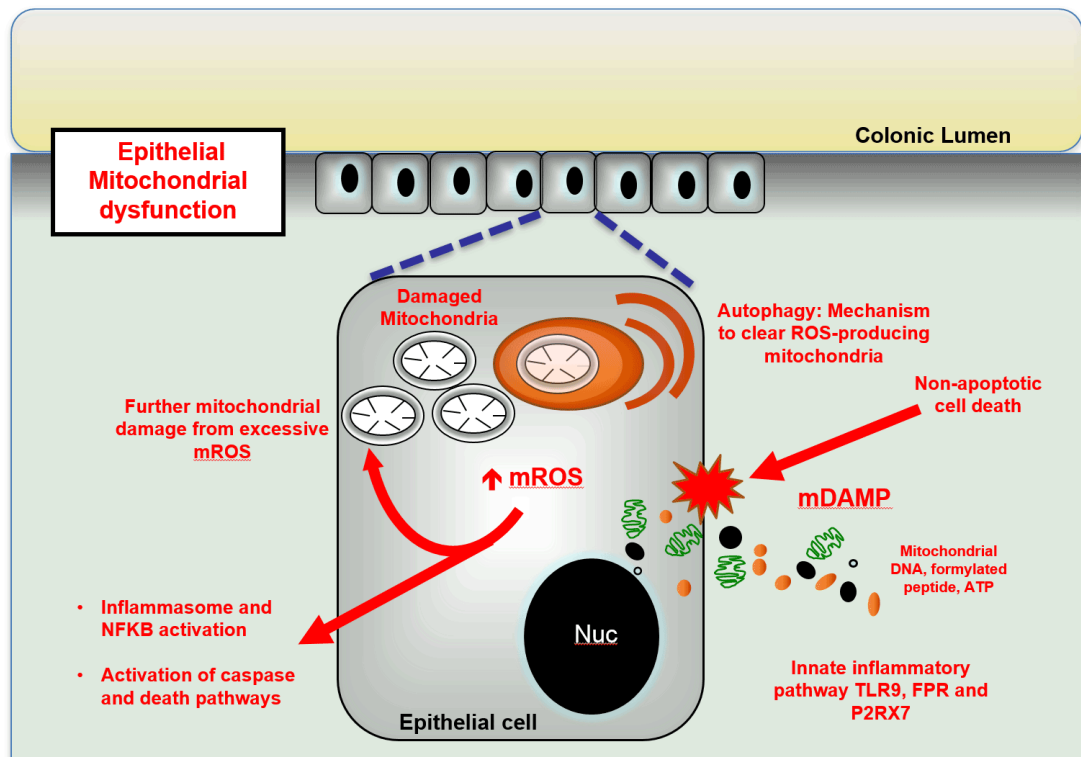 Colonic Lumen
Epithelial
Mitochondrial
dysfunction
Damaged
Mitochondria
Autophagy: Mechanism
to clear ROS-producing
mitochondria
Non-apoptotic
cell death
Further mitochondrial
damage from excessive
mROS
mROS
mDAMP
Mitochondrial
DNA, formylated
peptide, ATP
• Inflammasome and
NFKB activation
• Activation of caspase
and death pathways
Nuc
Innate inflammatory
pathway TLR9, FPR and
P2RX7
Epithelial cell